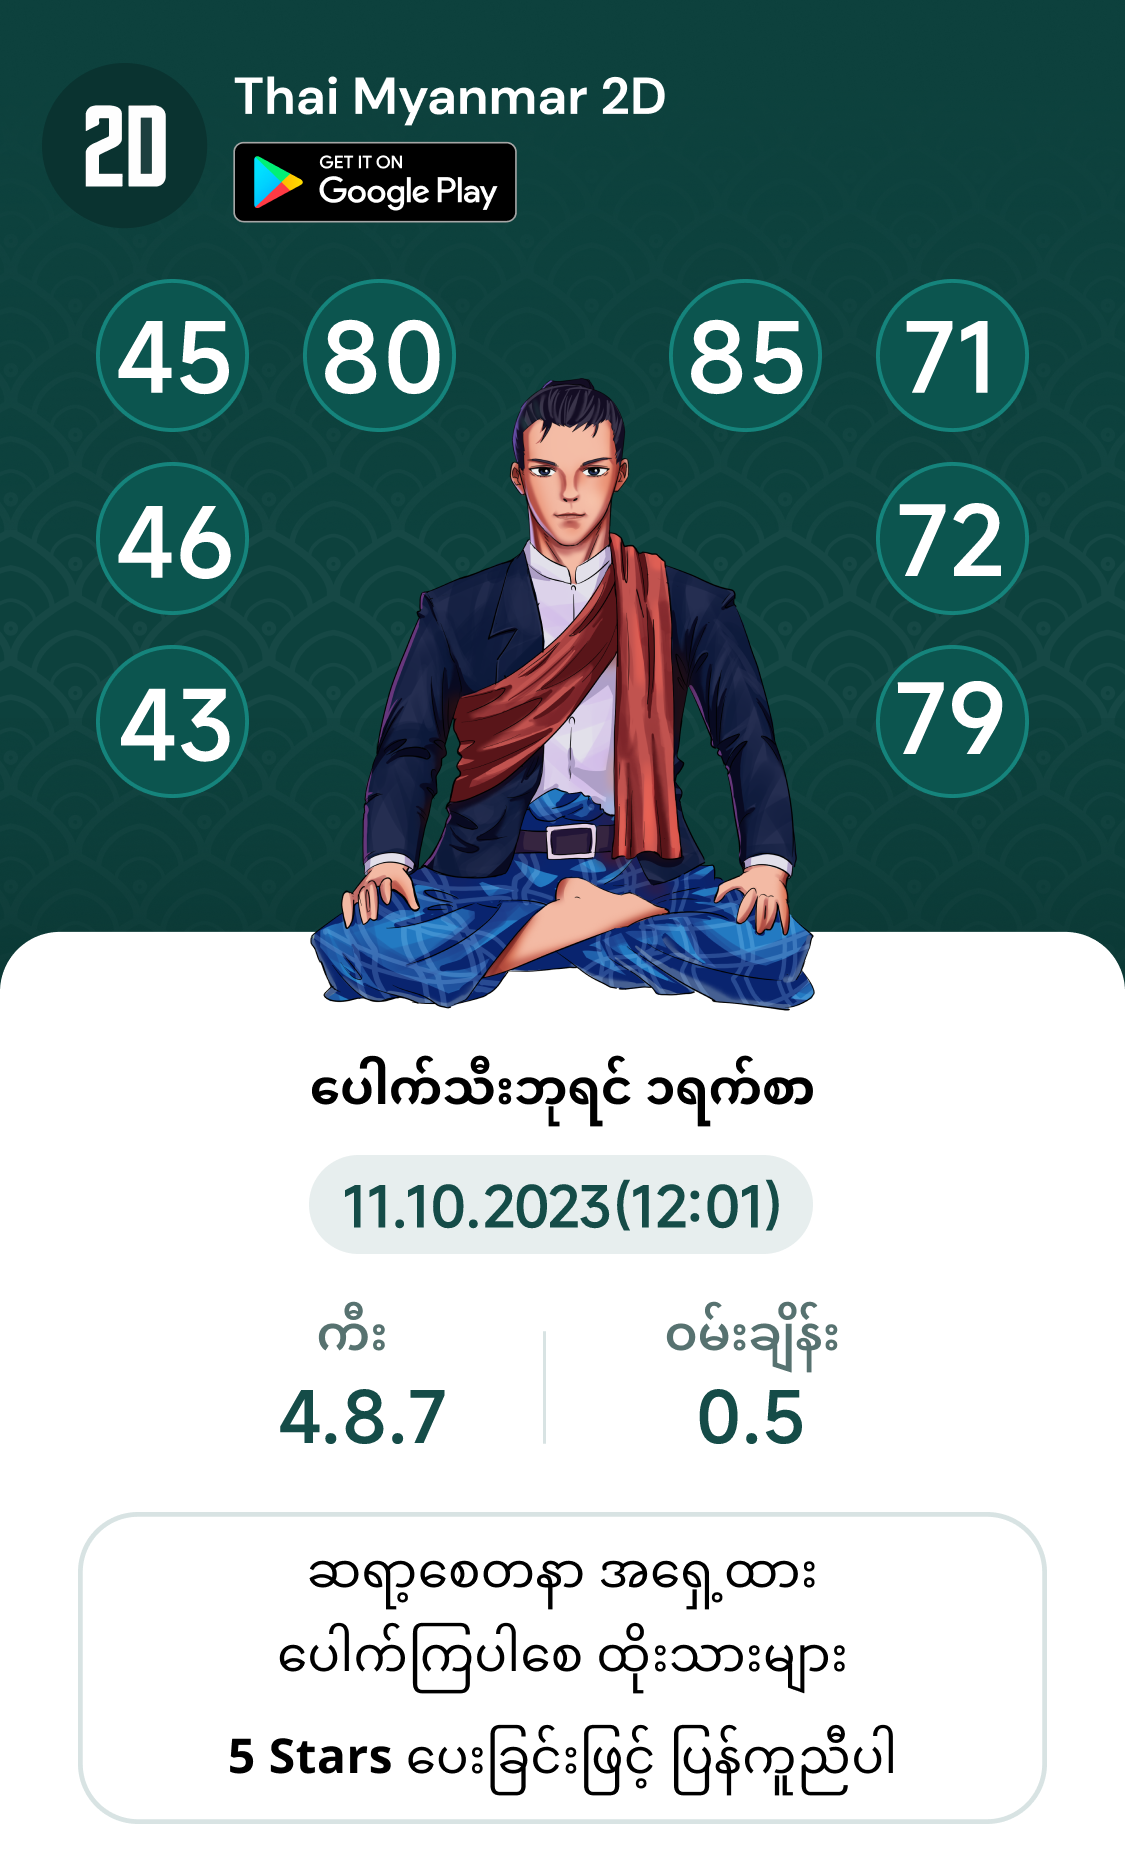 2D
Thai Myanmar 2D
GET IT ON
Google Play
45 80 85 71
46 72
43 79
ပေါက်သီးဘုရင် ၁ရက်စာ
11.10.2023(12:01)
ကီး ဝမ်းချိန်း
4.8.7 0.5
ဆရာ့စေတနာ အရှေ့ထား
ပေါက်ကြပါစေ ထိုးသားများ
5 Stars ပေးခြင်းဖြင့် ပြန်ကူညီပါ